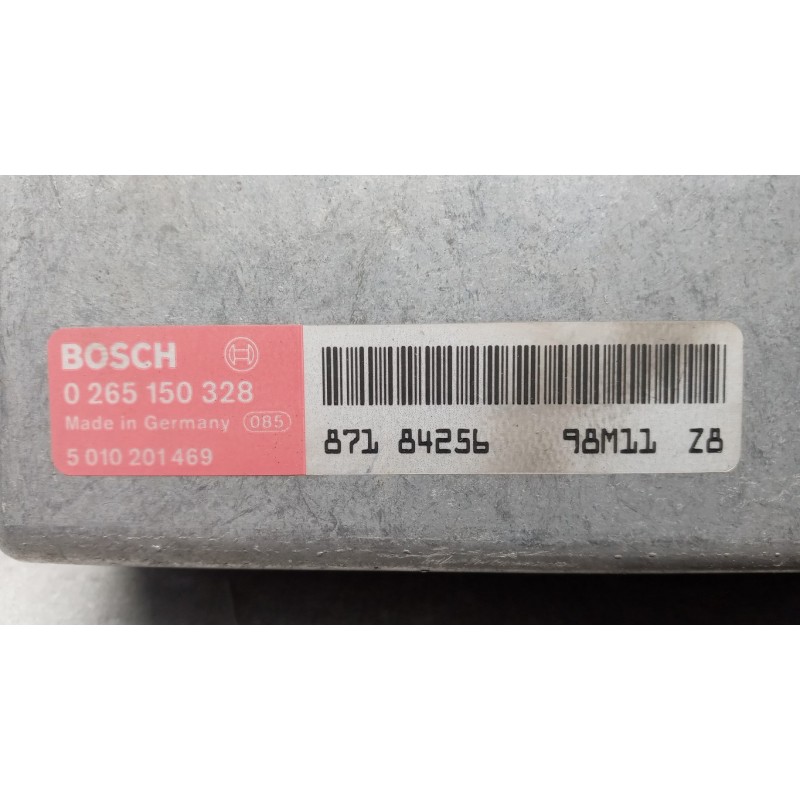 BOSCH
0 265 150 328
Made in Germany 085
5 010 201 469
871 84256 98M11 Z8